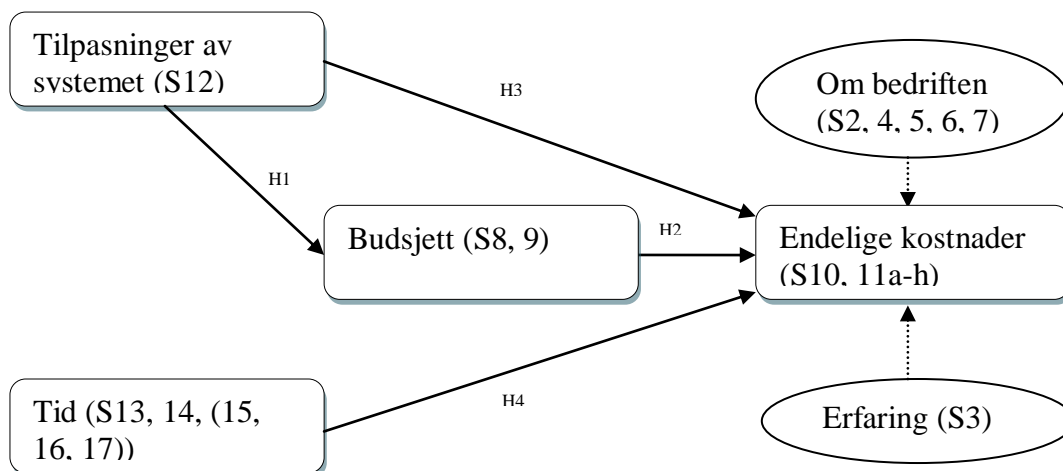 Tilpasninger av
systemet (S12)
H3
Om bedriften
(S2, 4, 5, 6, 7)
H1
Budsjett (S8, 9)
H2
Endelige kostnader
(S10, 11a-h)
Tid (S13, 14, (15,
16, 17))
H4
Erfaring (S3)